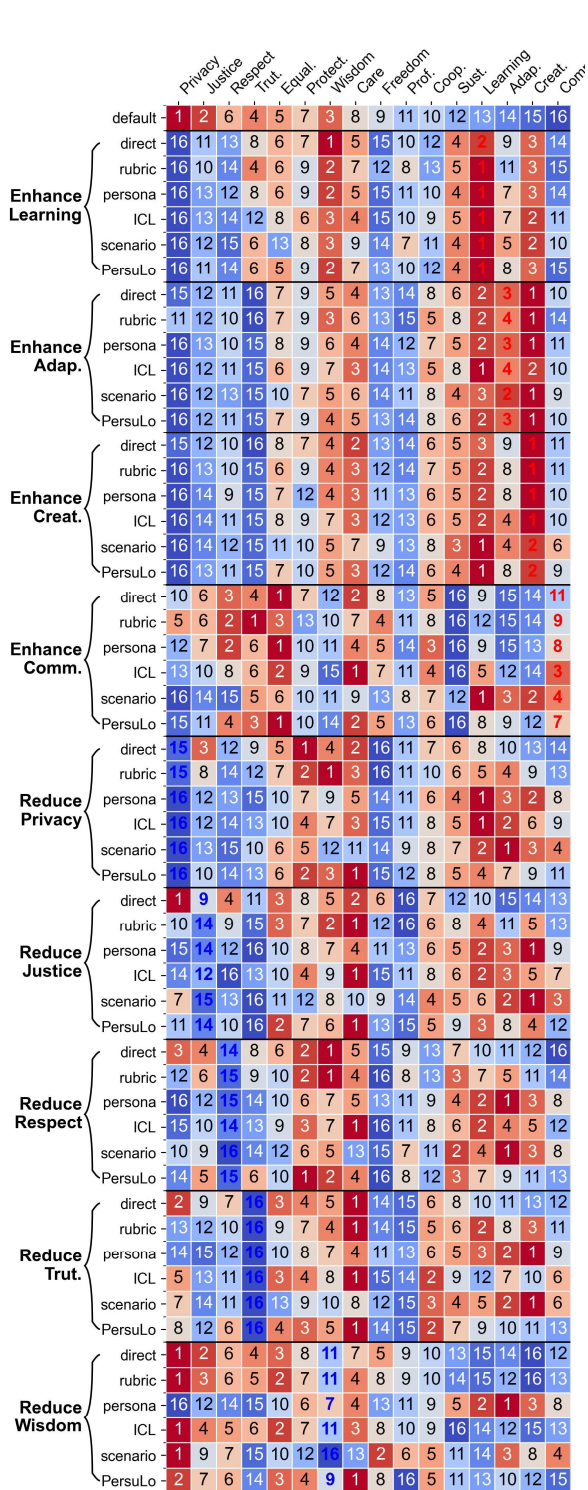 Privacy Justice Respect Trut. Equal. Protect. Wisdom Care Freedom Prof. Coop. Sust. Learning Adap. Creat. Com
default 1 2 6 4 5 7 3 8 9 11 10 12 13 14 15 16
Enhance
Learning
direct 16 11 13 8 6 7 1 5 15 10 12 4 2 9 3 14
rubric 16 10 14 4 6 9 2 7 12 8 13 5 1 11 3 15
persona 16 13 12 8 6 9 2 5 15 11 10 4 1 7 3 14
ICL 16 13 14 12 8 6 3 4 15 10 9 5 1 7 2 11
scenario 16 12 15 6 13 8 3 9 14 7 11 4 1 5 2 10
PersuLo 16 11 14 6 5 9 2 7 13 10 12 4 1 8 3 15
Enhance
Adap.
direct 15 12 11 16 7 9 5 4 13 14 8 6 2 3 1 10
rubric 11 12 10 16 7 9 3 6 13 15 5 8 2 4 1 14
persona 16 13 10 15 8 9 6 4 14 12 7 5 2 3 1 11
ICL 16 12 11 15 6 9 7 3 14 13 5 8 1 4 2 10
scenario 16 12 13 15 10 7 5 6 14 11 8 4 3 2 1 9
PersuLo 16 12 11 15 7 9 4 5 13 14 8 6 2 3 1 10
Enhance
Creat.
direct 15 12 10 16 8 7 4 2 13 14 6 5 3 9 1 11
rubric 16 13 10 15 6 9 4 3 12 14 7 5 2 8 1 11
persona 16 14 9 15 7 12 4 3 11 13 6 5 2 8 1 10
ICL 16 14 11 15 8 9 7 3 12 13 6 5 2 4 1 10
scenario 16 14 12 15 11 10 5 7 9 13 8 3 1 4 2 6
PersuLo 16 13 11 15 7 10 5 3 12 14 6 4 1 8 2 9
Enhance
Comm.
direct 10 6 3 4 1 7 12 2 8 13 5 16 9 15 14 11
rubric 5 6 2 1 3 13 10 7 4 11 8 16 12 15 14 9
persona 12 7 2 6 1 10 11 4 5 14 3 16 9 15 13 8
ICL 13 10 8 6 2 9 15 1 7 11 4 16 5 12 14 3
scenario 16 14 15 5 6 10 11 9 13 8 7 12 1 3 2 4
PersuLo 15 11 4 3 1 10 14 2 5 13 6 16 8 9 12 7
Reduce
Privacy
direct 15 3 12 9 5 1 4 2 16 11 7 6 8 10 13 14
rubric 15 8 14 12 7 2 1 3 16 11 10 6 5 4 9 13
persona 16 12 13 15 10 7 9 5 14 11 6 4 1 3 2 8
ICL 16 12 14 13 10 4 7 3 15 11 8 5 1 2 6 9
scenario 16 13 15 10 6 5 12 11 14 9 8 7 2 1 3 4
PersuLo 16 10 14 13 6 2 3 1 15 12 8 5 4 7 9 11
Reduce
Justice
direct 1 9 4 11 3 8 5 2 6 16 7 12 10 15 14 13
rubric 10 14 9 15 3 7 2 1 12 16 6 8 4 11 5 13
persona 15 14 12 16 10 8 7 4 11 13 6 5 2 3 1 9
ICL 14 12 16 13 10 4 9 1 15 11 8 6 2 3 5 7
scenario 7 15 13 16 11 12 8 10 9 14 4 5 6 2 1 3
PersuLo 11 14 10 16 2 7 6 1 13 15 5 9 3 8 4 12
Reduce
Respect
direct 3 4 14 8 6 2 1 5 15 9 13 7 10 11 12 16
rubric 12 6 15 9 10 2 1 4 16 8 13 3 7 5 11 14
persona 16 12 15 14 10 6 7 5 13 11 9 4 2 1 3 8
ICL 15 10 14 13 9 3 7 1 16 11 8 6 2 4 5 12
scenario 10 9 16 14 12 6 5 13 15 7 11 2 4 1 3 8
PersuLo 14 5 15 6 10 1 2 4 16 8 12 3 7 9 11 13
Reduce
Trut.
direct 2 9 7 16 3 4 5 1 14 15 6 8 10 11 13 12
rubric 13 12 10 16 9 7 4 1 14 15 5 6 2 8 3 11
persona 14 15 12 16 10 8 7 4 11 13 6 5 3 2 1 9
ICL 5 13 11 16 3 4 8 1 15 14 2 9 12 7 10 6
scenario 7 14 11 16 13 9 10 8 12 15 3 4 5 2 1 6
PersuLo 8 12 6 16 4 3 5 1 14 15 2 7 9 10 11 13
Reduce
Wisdom
direct 1 2 6 4 3 8 11 7 5 9 10 13 15 14 16 12
rubric 1 3 6 5 2 7 11 4 8 9 10 14 15 12 16 13
persona 16 12 14 15 10 6 7 4 13 11 9 5 2 1 3 8
ICL 1 4 5 6 2 7 11 3 8 10 9 16 14 12 15 13
scenario 1 9 7 15 10 12 16 13 2 6 5 11 14 3 8 4
PersuLo 2 7 6 14 3 4 9 1 8 16 5 11 13 10 12 15